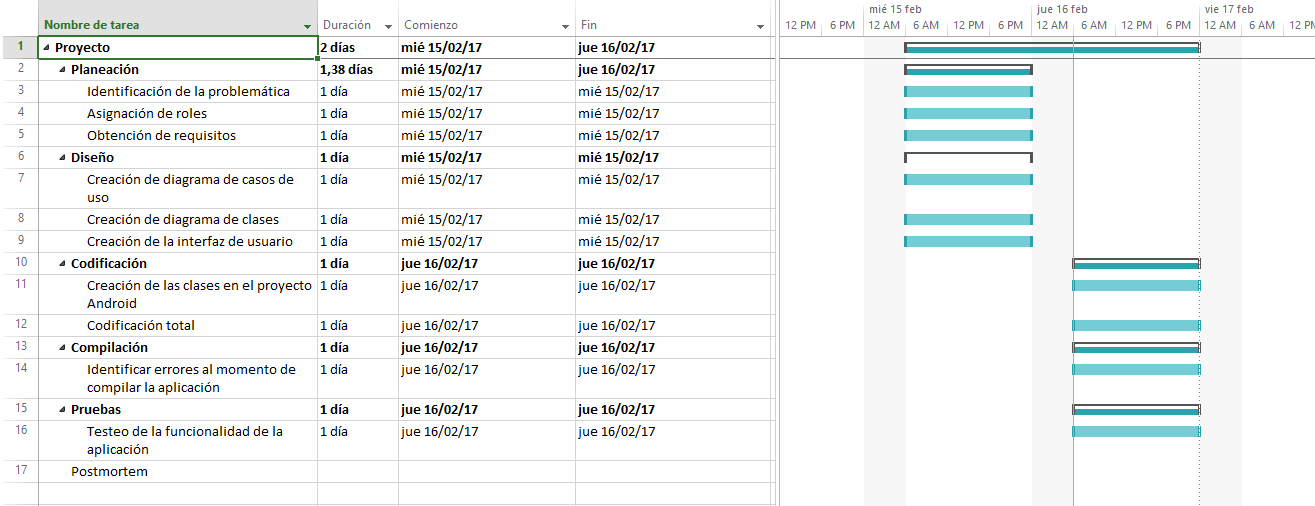 mié 15 feb jue 16 feb vie 17 feb
Nombre de tarea Duración Comienzo Fin 12 PM 6 PM 12 AM 6 AM 12 PM 6 PM 12 AM 6 AM 12 PM 6 PM 12 AM 6 AM 12 PM
1 Proyecto 2 días mié 15/02/17 jue 16/02/17
2 Planeación 1,38 días mié 15/02/17 jue 16/02/17
3 Identificación de la problemática 1 día mié 15/02/17 mié 15/02/17
4 Asignación de roles 1 día mié 15/02/17 mié 15/02/17
5 Obtención de requisitos 1 día mié 15/02/17 mié 15/02/17
6 Diseño 1 día mié 15/02/17 mié 15/02/17
7 Creación de diagrama de casos de 1 día mié 15/02/17 mié 15/02/17
uso
8 Creación de diagrama de clases 1 día mié 15/02/17 mié 15/02/17
9 Creación de la interfaz de usuario 1 día mié 15/02/17 mié 15/02/17
10 Codificación 1 día jue 16/02/17 jue 16/02/17
11 Creación de las clases en el proyecto 1 día jue 16/02/17 jue 16/02/17
Android
12 Codificación total 1 día jue 16/02/17 jue 16/02/17
13 Compilación 1 día jue 16/02/17 jue 16/02/17
14 Identificar errores al momento de 1 día jue 16/02/17 jue 16/02/17
compilar la aplicación
15 Pruebas 1 día jue 16/02/17 jue 16/02/17
16 Testeo de la funcionalidad de la 1 día jue 16/02/17 jue 16/02/17
aplicación
17 Postmortem